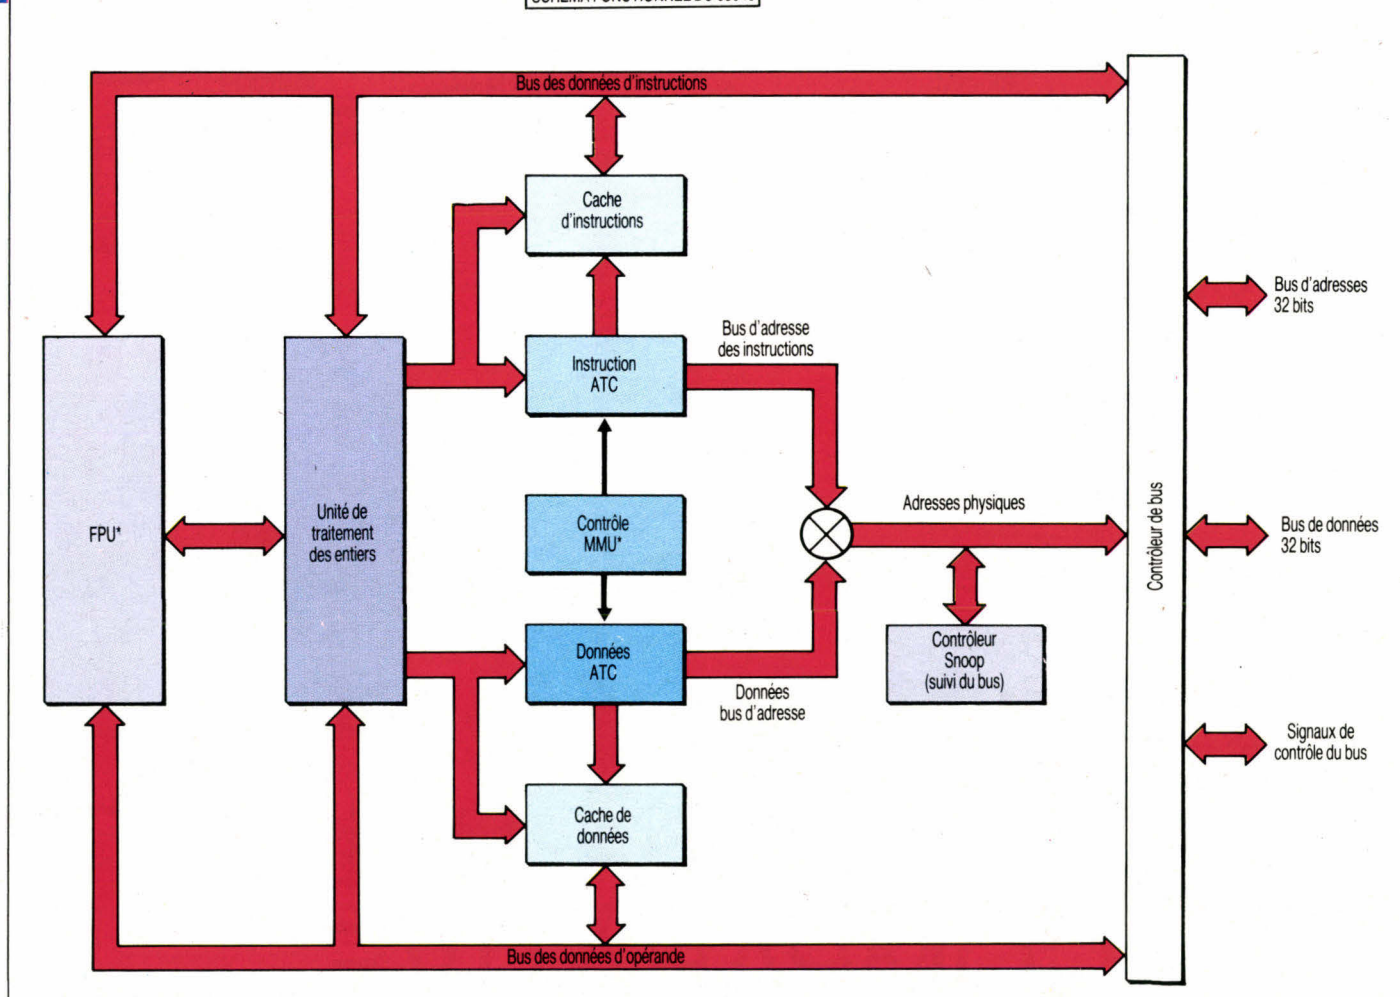 Bus des données d'instructions
Cache
d'instructions
Bus d'adresse
des instructions
Instruction
ATC
Bus d'adresses
32 bits
FPU*
Unité de
traitement
des entiers
Contrôle
MMU*
Adresses physiques
Contrôleur de bus
Bus de données
32 bits
Données
ATC
Contrôleur
Snoop
(suivi du bus)
Données
bus d'adresse
Signaux de
contrôle du bus
Cache de
données
Bus des données d'opérande